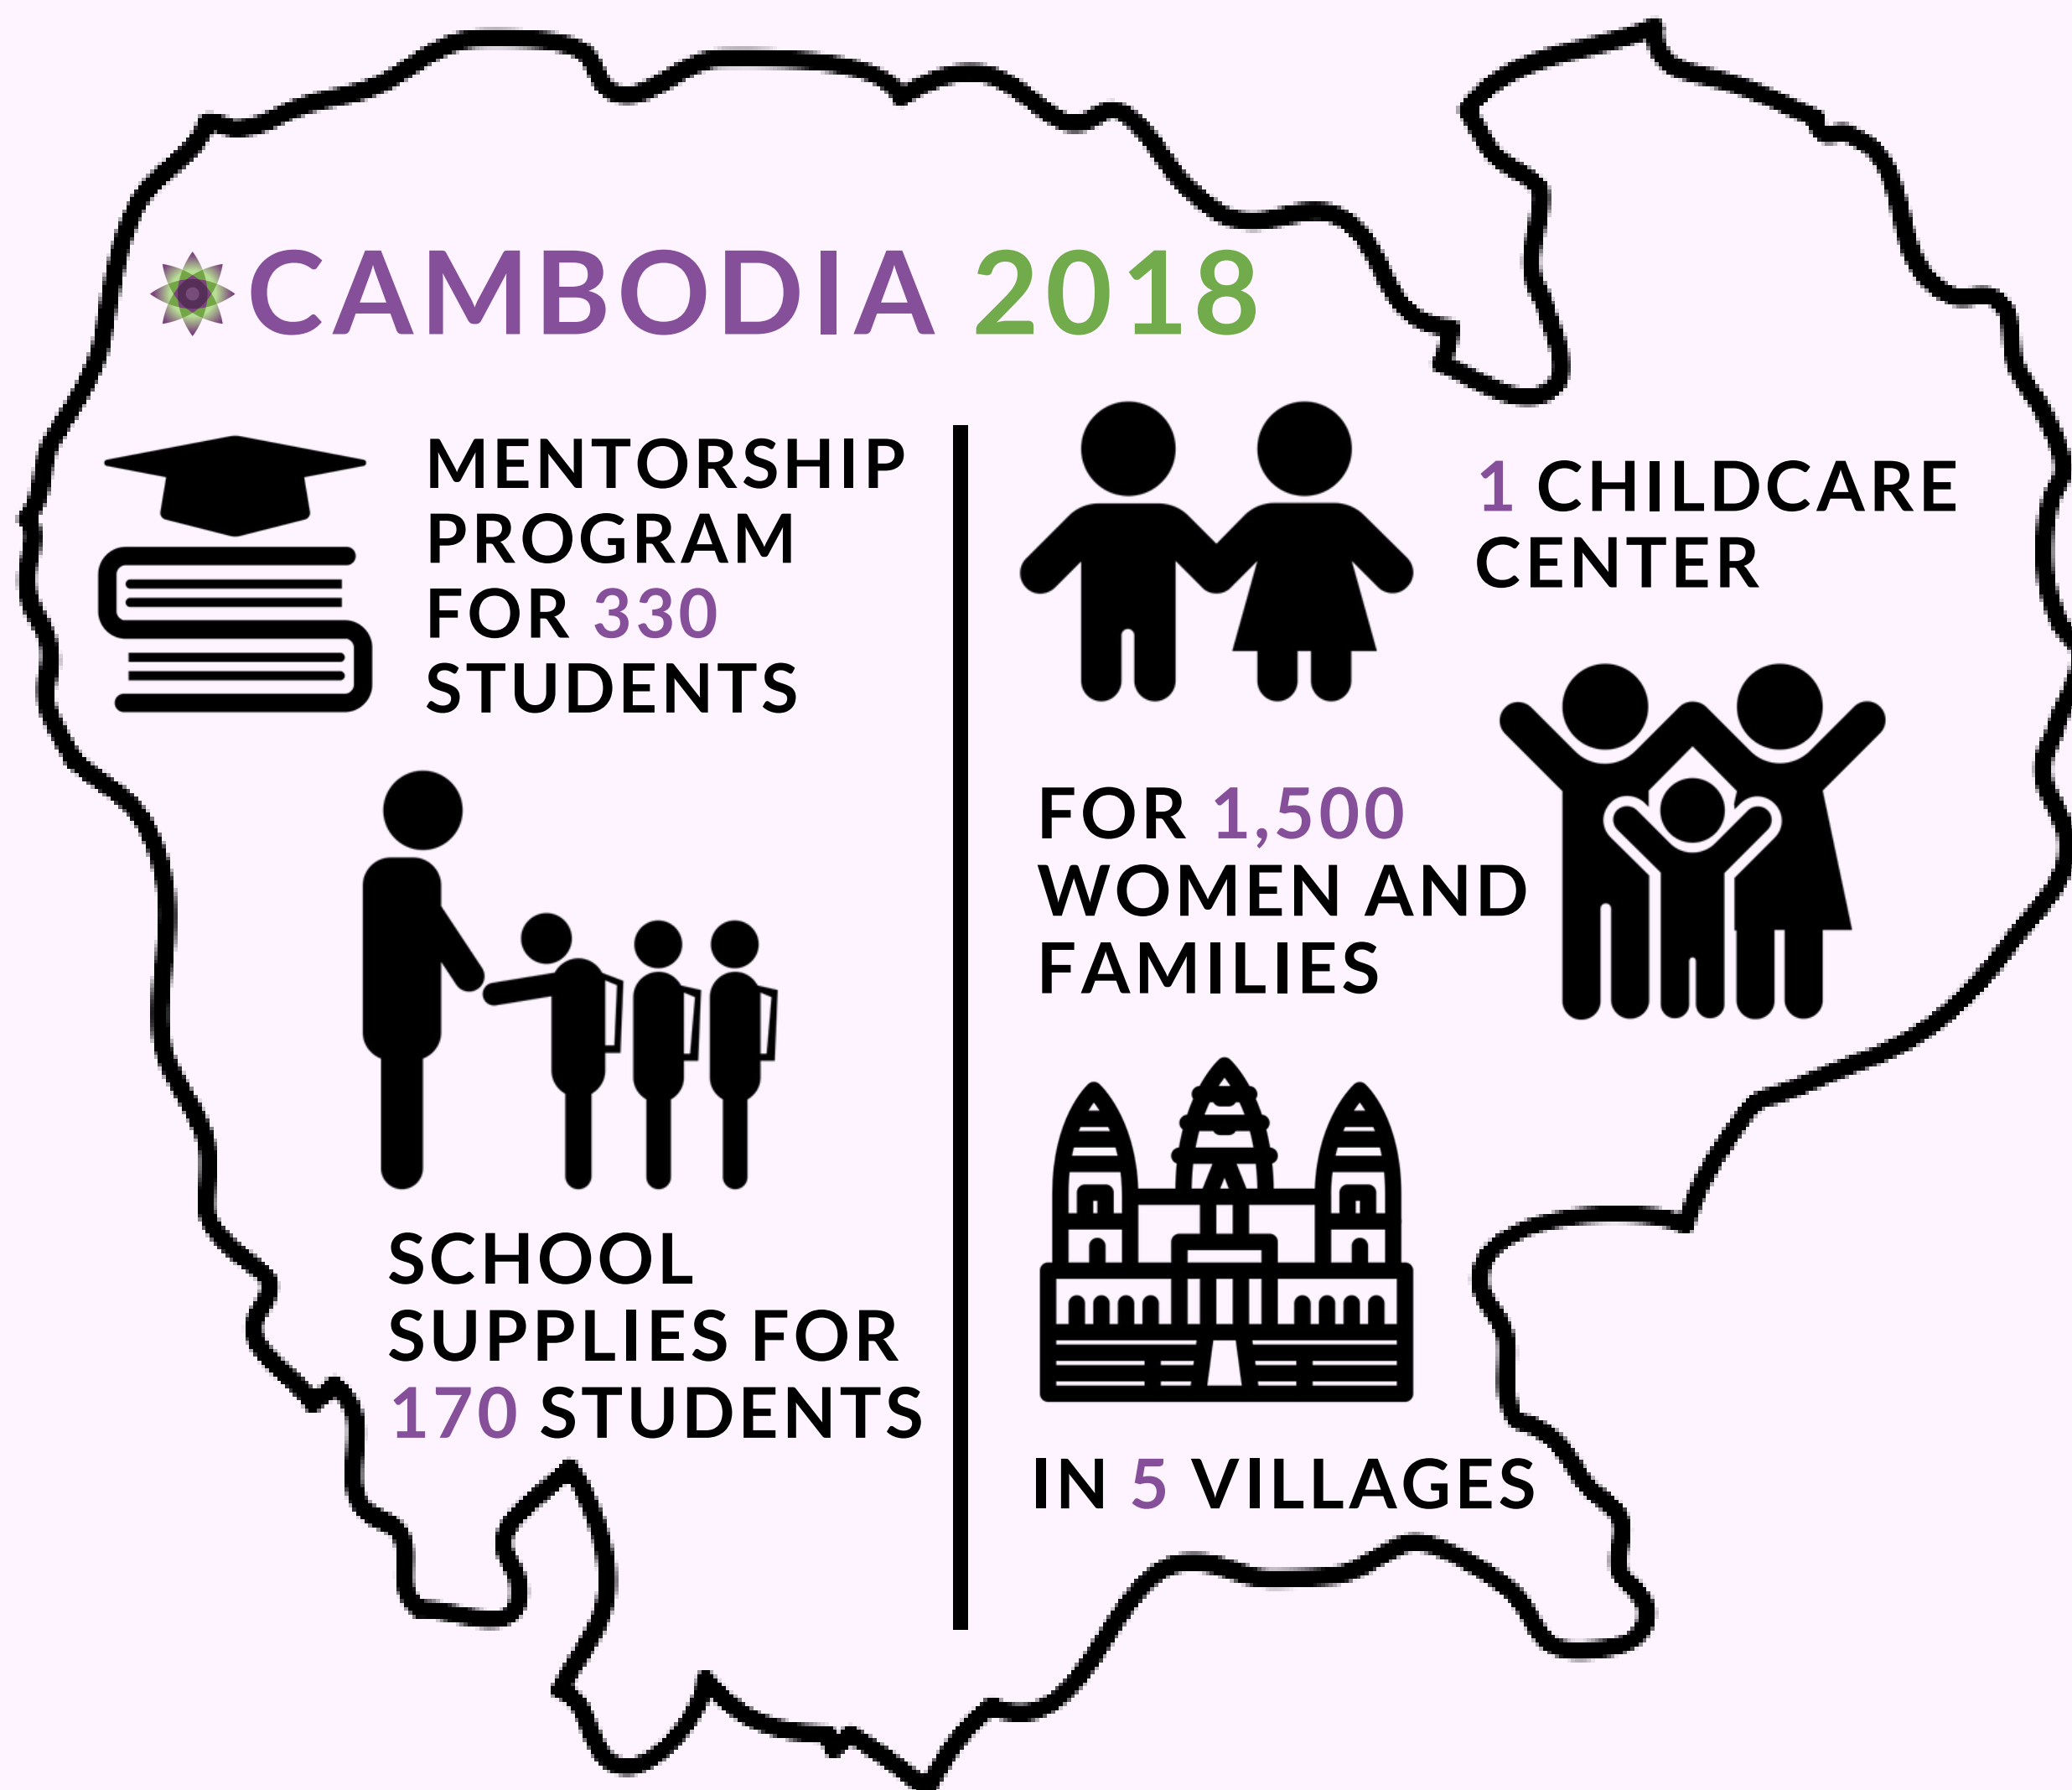 CAMBODIA 2018
MENTORSHIP
PROGRAM
FOR 330
STUDENTS
SCHOOL
SUPPLIES FOR
170 STUDENTS
1 CHILDCARE
CENTER
FOR 1,500
WOMEN AND
FAMILIES
IN 5 VILLAGES